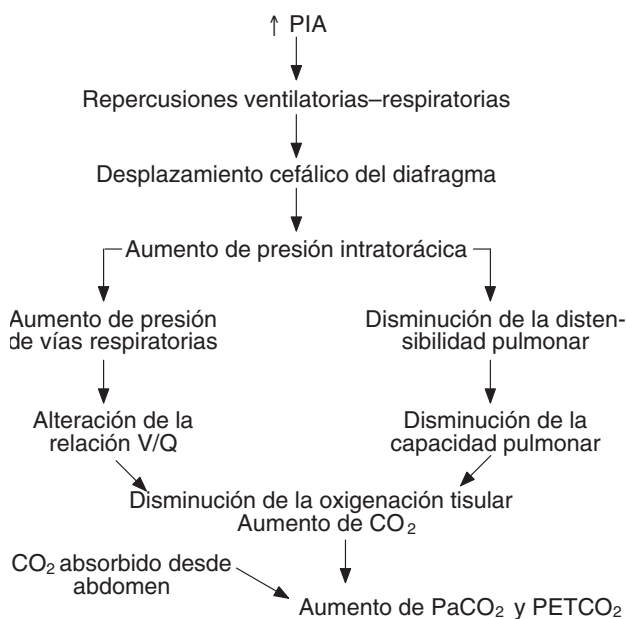 ↑ PIA
Repercusiones ventilatorias–respiratorias
Desplazamiento cefálico del diafragma
Aumento de presión intratorácica
Aumento de presión
de vías respiratorias
Disminución de la disten-
sibilidad pulmonar
Alteración de la
relación V/Q
Disminución de la
capacidad pulmonar
Disminución de la oxigenación tisular
Aumento de CO₂
CO₂ absorbido desde
abdomen
Aumento de PaCO₂ y PETCO₂